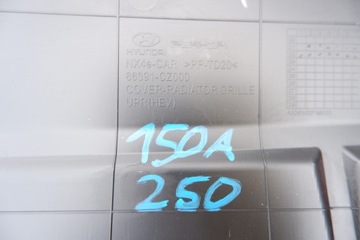 HYUNDAI
NX4e-CAR >PP-TD20<
86391-CZ000
COVER-RADIATOR GRILLE
UPR(HEV)
150A
250